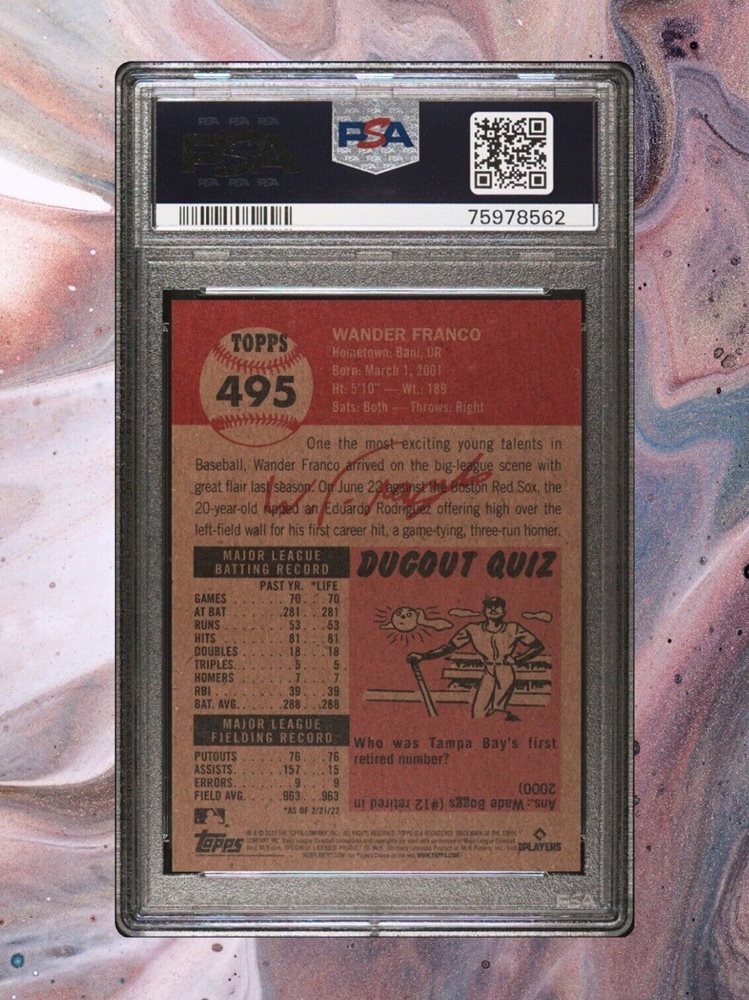 PSA
PSA
75978562
TOPPS
495
WANDER FRANCO
Hometown: Bani, DR
Born: March 1, 2001
Ht: 5'10" — Wt.: 189
Bats: Both — Throws: Right
One the most exciting young talents in
Baseball, Wander Franco arrived on the big-league scene with
great flair last season. On June 22 against the Boston Red Sox, the
20-year-old ripped an Eduardo Rodriguez offering high over the
left-field wall for his first career hit, a game-tying, three-run homer.
W. Franco
MAJOR LEAGUE
BATTING RECORD
PAST YR. *LIFE
GAMES . . . . . 70 . . 70
AT BAT . . . . . 281 . . 281
RUNS . . . . . 53 . . 53
HITS . . . . . 81 . . 81
DOUBLES . . . . . 18 . . 18
TRIPLES . . . . . 5 . . 5
HOMERS . . . . . 7 . . 7
RBI . . . . . 39 . . 39
BAT. AVG. . . . .288 . . .288
MAJOR LEAGUE
FIELDING RECORD
PUTOUTS . . . . 76 . . 76
ASSISTS . . . . 157 . . 15
ERRORS . . . . 9 . . 9
FIELD AVG. . . . .963 . . .963
*AS OF 2/21/22
DUGOUT QUIZ
Who was Tampa Bay's first
retired number?
Ans.: Wade Boggs (#12 retired in
2000)
Topps
PLAYERS
PSA